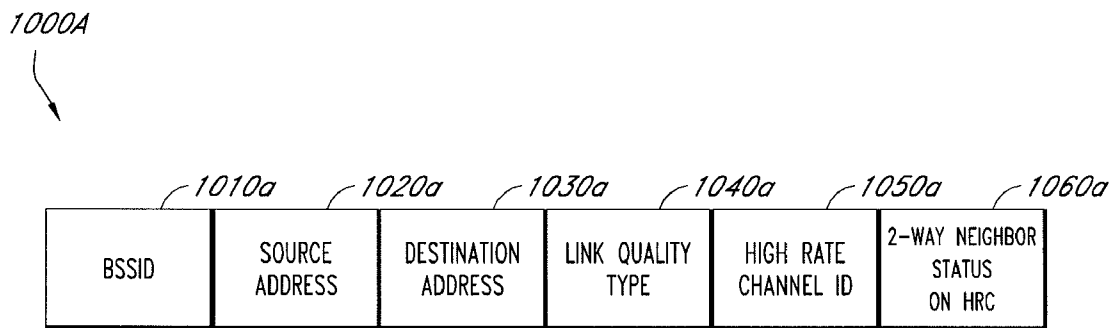 1000A
1010a
1020a
1030a
1040a
1050a
1060a
BSSID
SOURCE
ADDRESS
DESTINATION
ADDRESS
LINK QUALITY
TYPE
HIGH RATE
CHANNEL ID
2-WAY NEIGHBOR
STATUS
ON HRC